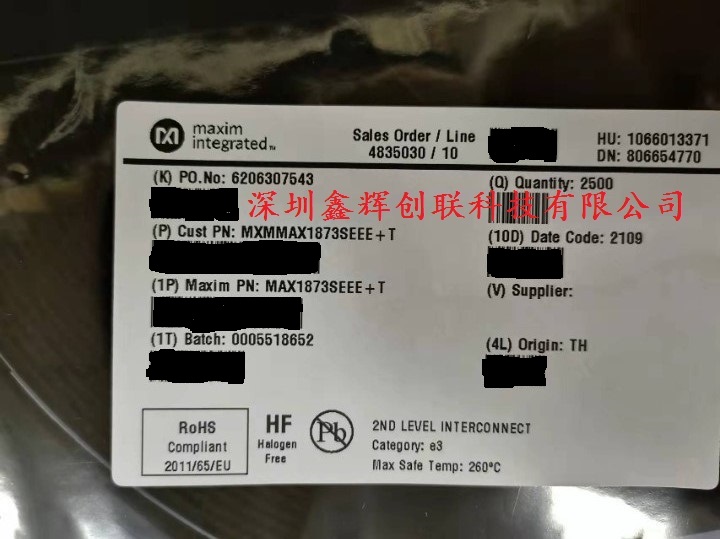 maxim
integrated™
Sales Order / Line
4835030 / 10
HU: 1066013371
DN: 806654770
(K) PO.No: 6206307543
(Q) Quantity: 2500
深圳鑫辉创联科技有限公司
(P) Cust PN: MXMMAX1873SEEE+T
(10D) Date Code: 2109
(1P) Maxim PN: MAX1873SEEE+T
(V) Supplier:
(1T) Batch: 0005518652
(4L) Origin: TH
RoHS
Compliant
2011/65/EU
HF
Halogen
Free
Pb
2ND LEVEL INTERCONNECT
Category: e3
Max Safe Temp: 260°C